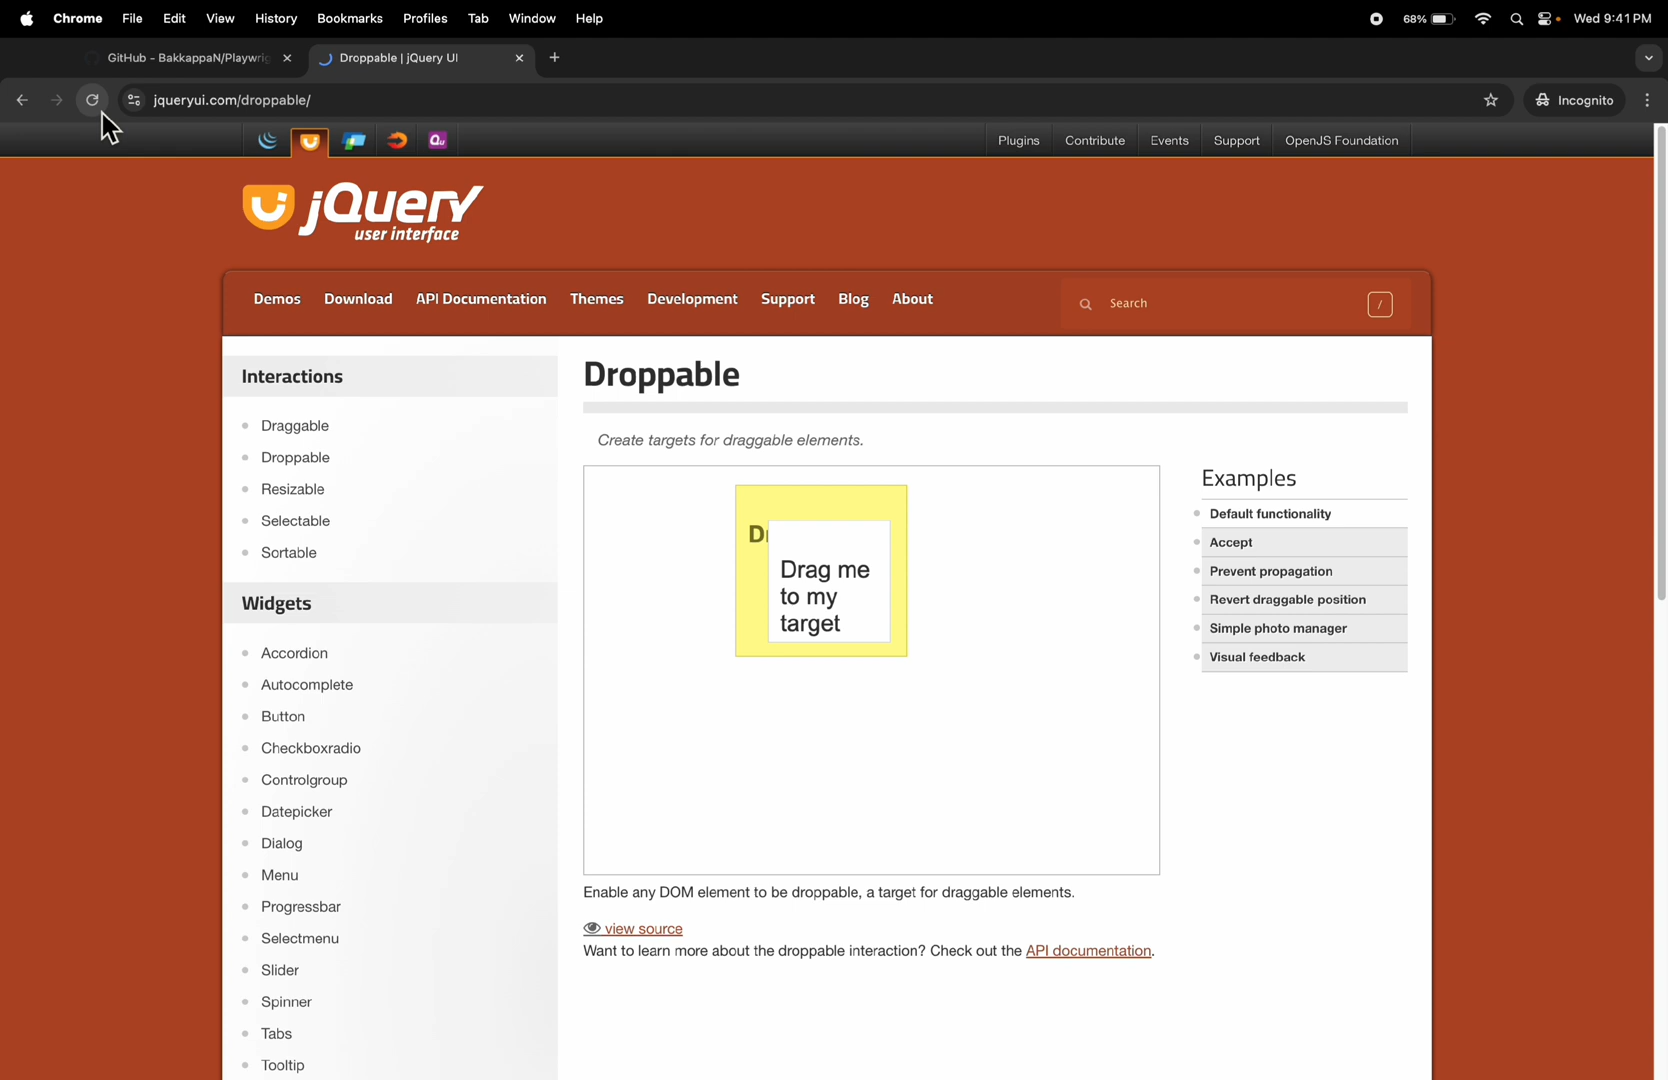 Chrome File Edit View History Bookmarks Profiles Tab Window Help 68% Wed 9:41 PM
GitHub - BakkappaN/Playwrig Droppable | jQuery UI
jqueryui.com/droppable/ Incognito
Qu Plugins Contribute Events Support OpenJS Foundation
jQuery
user interface
Demos Download API Documentation Themes Development Support Blog About Search /
Interactions
Draggable
Droppable
Resizable
Selectable
Sortable
Widgets
Accordion
Autocomplete
Button
Checkboxradio
Controlgroup
Datepicker
Dialog
Menu
Progressbar
Selectmenu
Slider
Spinner
Tabs
Tooltip
Droppable
Create targets for draggable elements.
Drag me
to my
target
Enable any DOM element to be droppable, a target for draggable elements.
view source
Want to learn more about the droppable interaction? Check out the API documentation.
Examples
Default functionality
Accept
Prevent propagation
Revert draggable position
Simple photo manager
Visual feedback